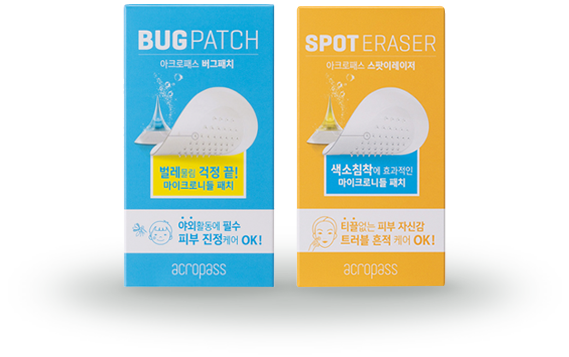 BUG PATCH
아크로패스 버그패치
벌레물림 걱정 끝!
마이크로니들 패치
야외활동에 필수
피부 진정케어 OK!
acropass
SPOT ERASER
아크로패스 스팟이레이저
색소침착에 효과적인
마이크로니들 패치
티끌없는 피부 자신감
트러블 흔적 케어 OK!
acropass